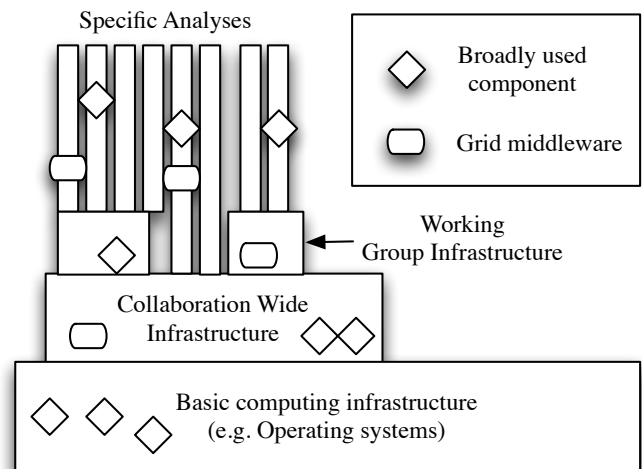 Specific Analyses
Broadly used
component
Grid middleware
Working
Group Infrastructure
Collaboration Wide
Infrastructure
Basic computing infrastructure
(e.g. Operating systems)